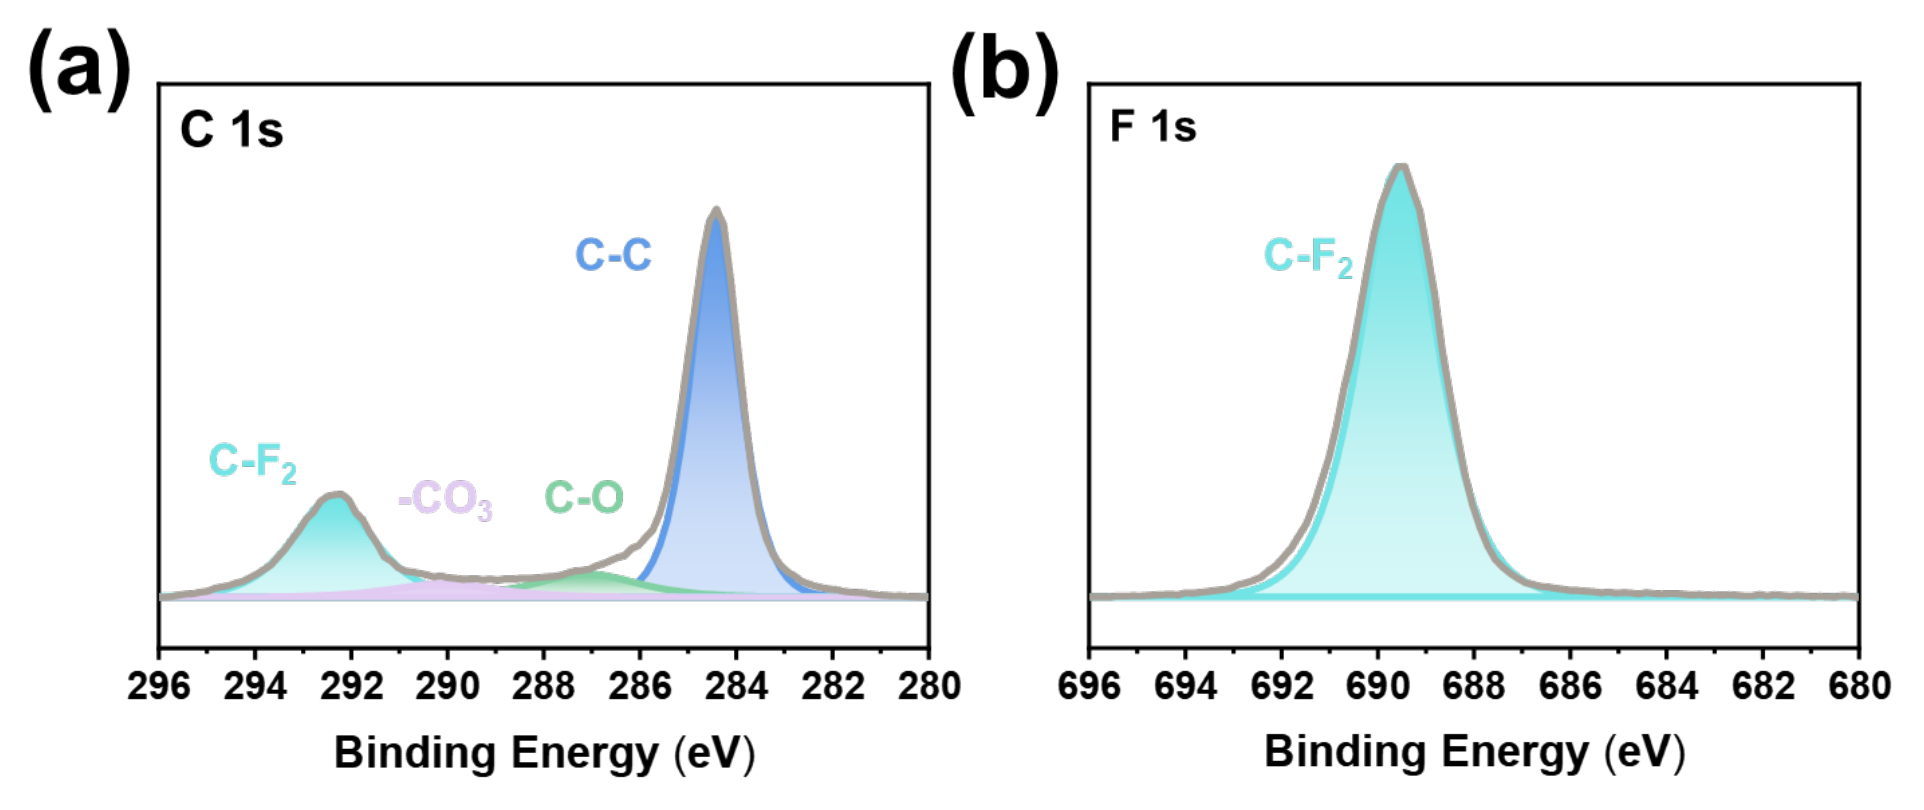 (a)
C 1s
C-C
C-F₂
-CO₃
C-O
296 294 292 290 288 286 284 282 280
Binding Energy (eV)
(b)
F 1s
C-F₂
696 694 692 690 688 686 684 682 680
Binding Energy (eV)